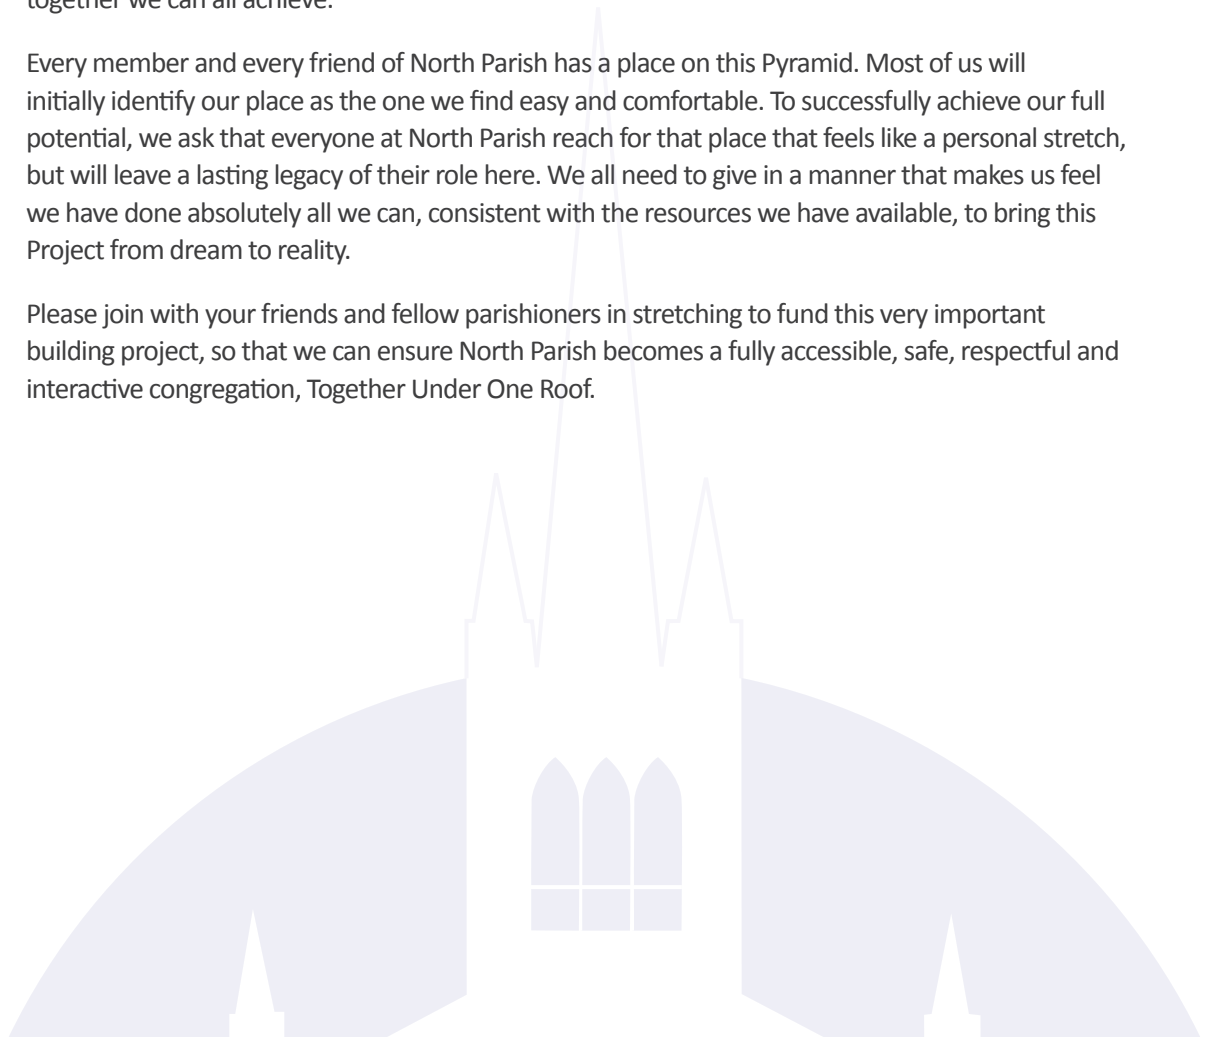 together we can all achieve.
Every member and every friend of North Parish has a place on this Pyramid. Most of us will
initially identify our place as the one we find easy and comfortable. To successfully achieve our full
potential, we ask that everyone at North Parish reach for that place that feels like a personal stretch,
but will leave a lasting legacy of their role here. We all need to give in a manner that makes us feel
we have done absolutely all we can, consistent with the resources we have available, to bring this
Project from dream to reality.
Please join with your friends and fellow parishioners in stretching to fund this very important
building project, so that we can ensure North Parish becomes a fully accessible, safe, respectful and
interactive congregation, Together Under One Roof.